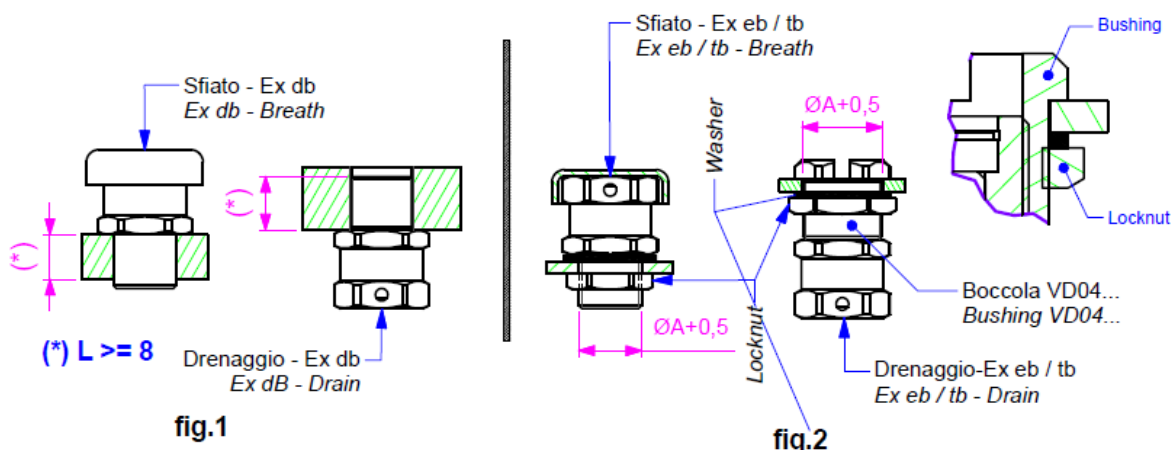 Sfiato - Ex db
Ex db - Breath
(*)
(*)
(*) L >= 8
Drenaggio - Ex db
Ex dB - Drain
fig.1
Sfiato - Ex eb / tb
Ex eb / tb - Breath
ØA+0,5
Washer
ØA+0,5
Locknut
Bushing
Locknut
Boccola VD04...
Bushing VD04...
Drenaggio-Ex eb / tb
Ex eb / tb - Drain
fig.2